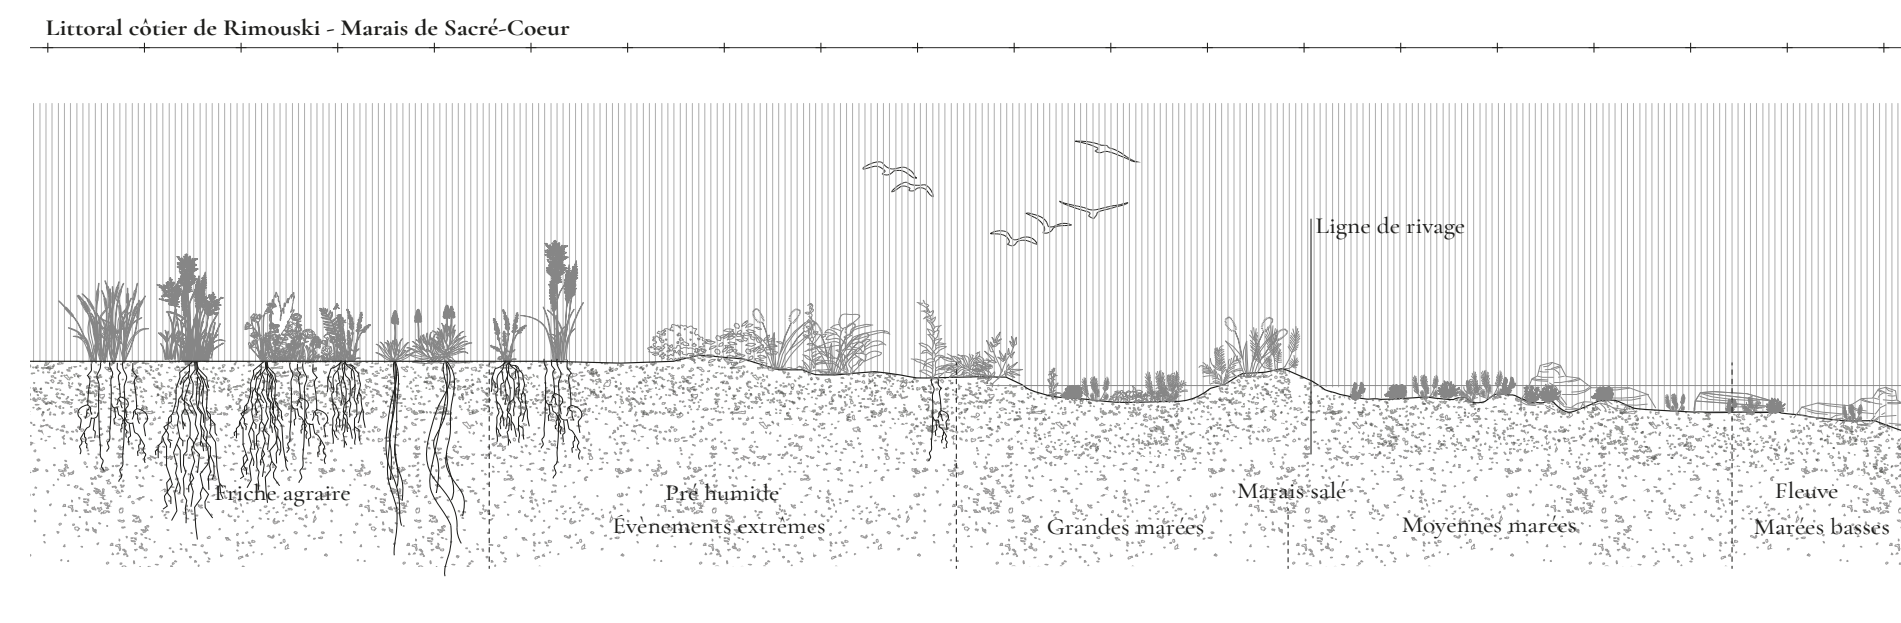 Littoral côtier de Rimouski - Marais de Sacré-Coeur
Ligne de rivage
Friche agraire
Pré humide
Évènements extrêmes
Marais salé
Grandes marées
Moyennes marées
Fleuve
Marées basses